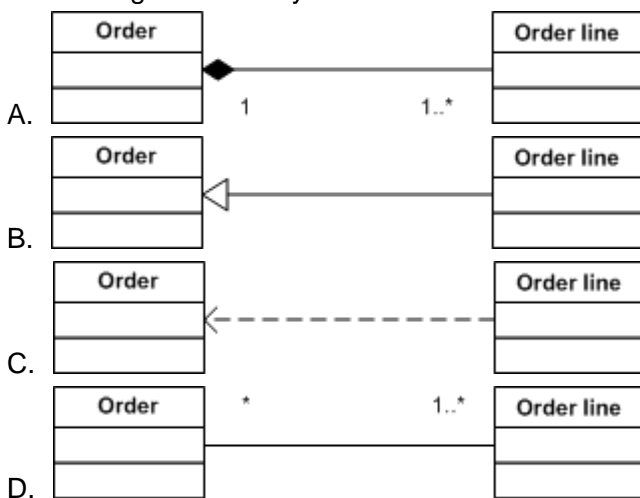 Order Order line
A. 1 1..*
Order Order line
B.
Order Order line
C.
Order * 1..* Order line
D.